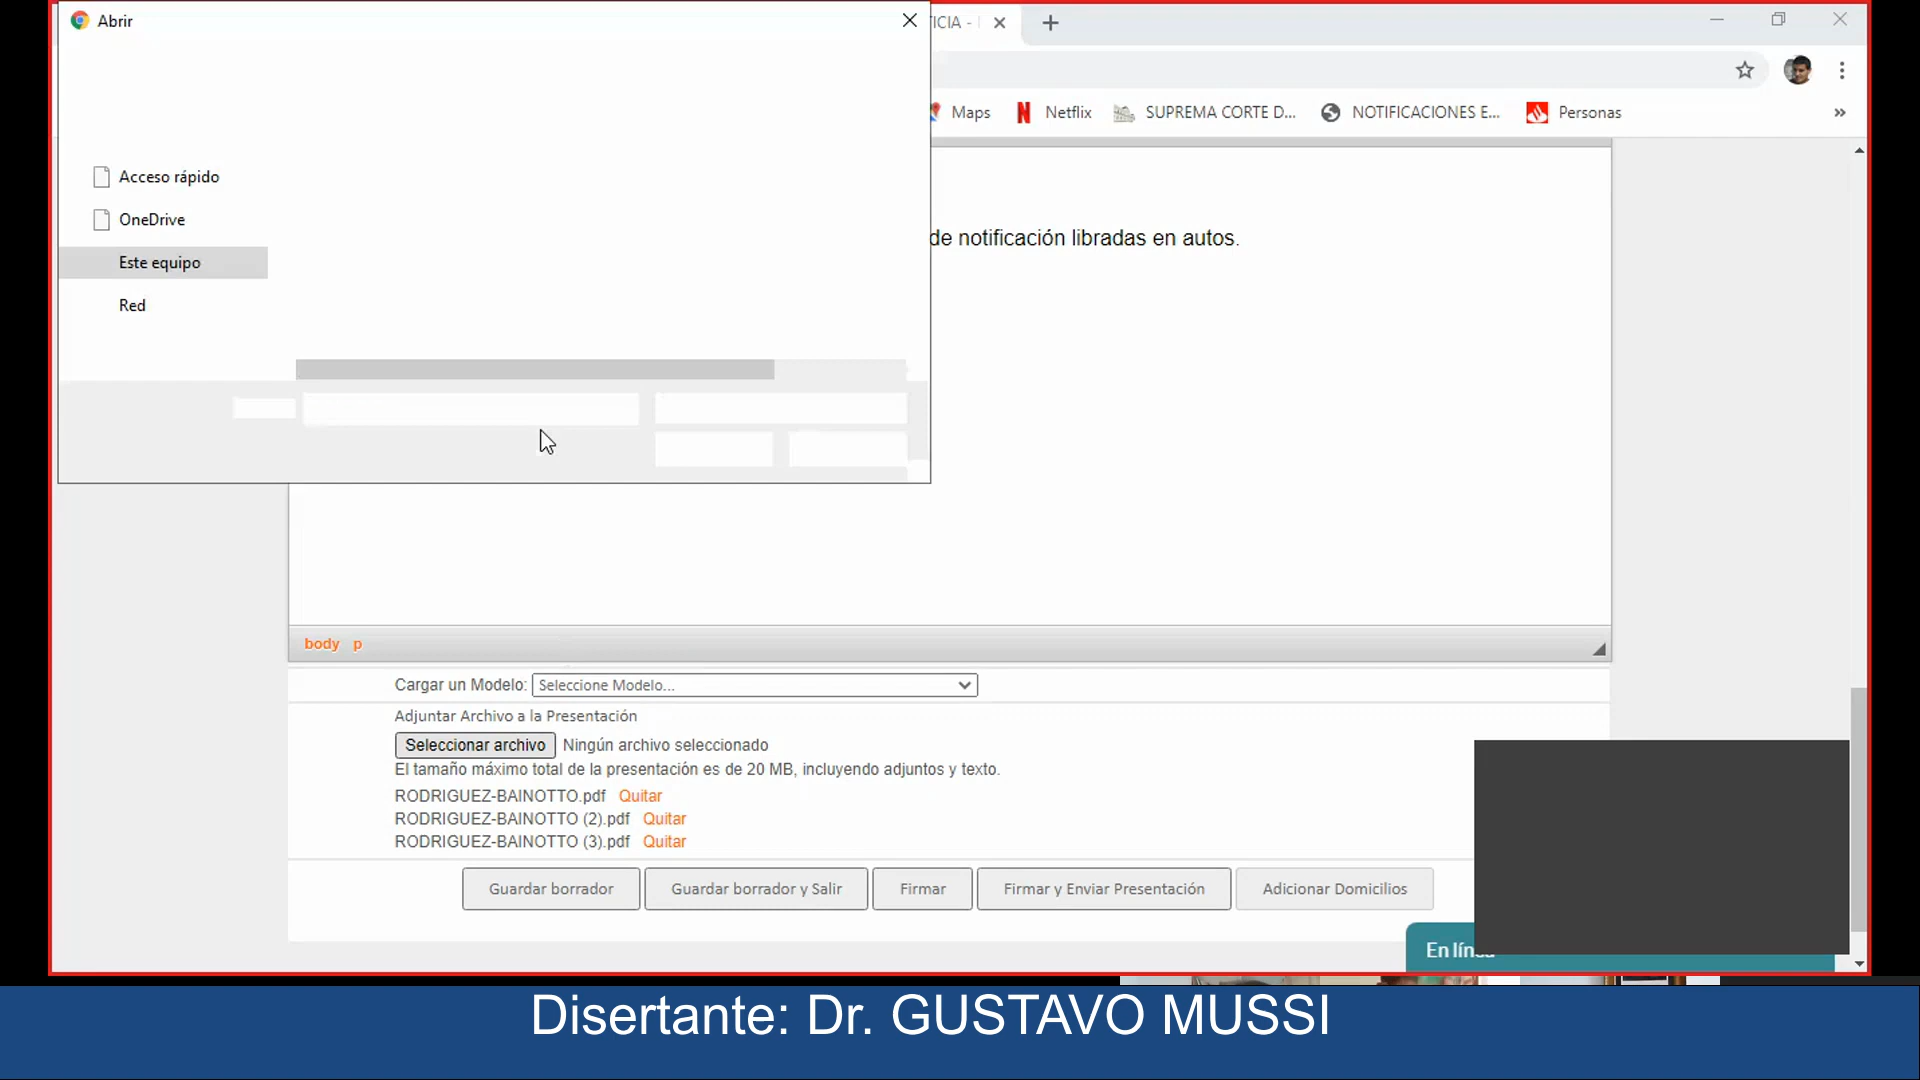 Abrir
ICIA -
Maps
Netflix
SUPREMA CORTE D...
NOTIFICACIONES E...
Personas
»
Acceso rápido
OneDrive
Este equipo
Red
de notificación libradas en autos.
body p
Cargar un Modelo: Seleccione Modelo...
Adjuntar Archivo a la Presentación
Seleccionar archivo Ningún archivo seleccionado
El tamaño máximo total de la presentación es de 20 MB, incluyendo adjuntos y texto.
RODRIGUEZ-BAINOTTO.pdf Quitar
RODRIGUEZ-BAINOTTO (2).pdf Quitar
RODRIGUEZ-BAINOTTO (3).pdf Quitar
Guardar borrador
Guardar borrador y Salir
Firmar
Firmar y Enviar Presentación
Adicionar Domicilios
En línea
Disertante: Dr. GUSTAVO MUSSI